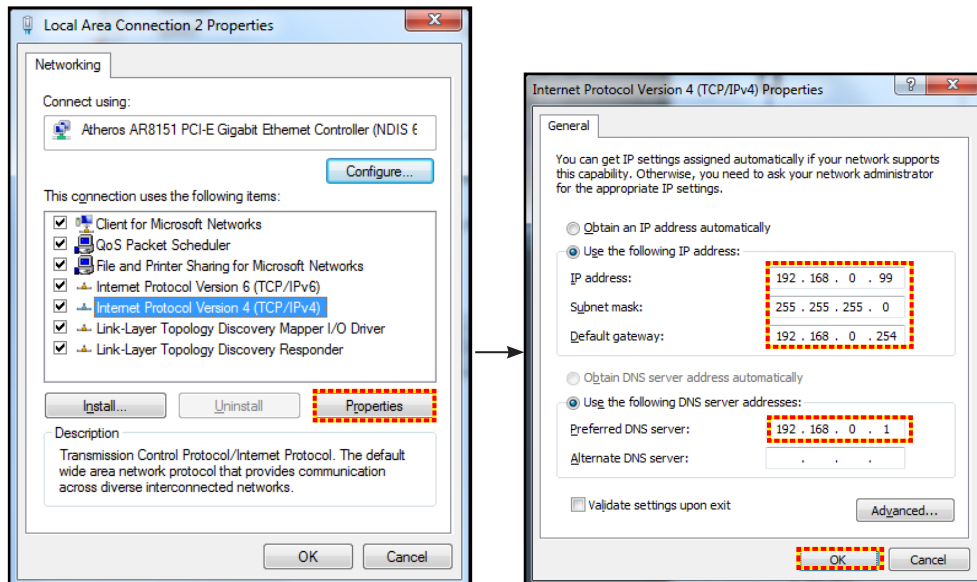 Local Area Connection 2 Properties
Networking
Connect using:
Atheros AR8151 PCI-E Gigabit Ethernet Controller (NDIS 6
Configure...
This connection uses the following items:
Client for Microsoft Networks
QoS Packet Scheduler
File and Printer Sharing for Microsoft Networks
Internet Protocol Version 6 (TCP/IPv6)
Internet Protocol Version 4 (TCP/IPv4)
Link-Layer Topology Discovery Mapper I/O Driver
Link-Layer Topology Discovery Responder
Install...
Uninstall
Properties
Description
Transmission Control Protocol/Internet Protocol. The default
wide area network protocol that provides communication
across diverse interconnected networks.
OK
Cancel
Internet Protocol Version 4 (TCP/IPv4) Properties
?
General
You can get IP settings assigned automatically if your network supports
this capability. Otherwise, you need to ask your network administrator
for the appropriate IP settings.
Obtain an IP address automatically
Use the following IP address:
IP address: 192 . 168 . 0 . 99
Subnet mask: 255 . 255 . 255 . 0
Default gateway: 192 . 168 . 0 . 254
Obtain DNS server address automatically
Use the following DNS server addresses:
Preferred DNS server: 192 . 168 . 0 . 1
Alternate DNS server: . . .
Validate settings upon exit
Advanced...
OK
Cancel